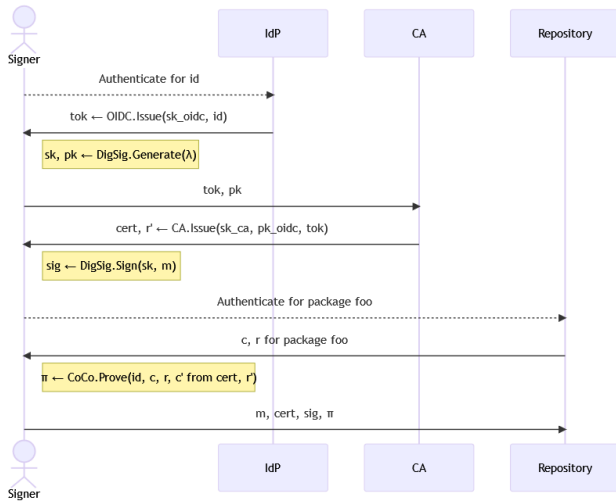 Signer
IdP
CA
Repository
Authenticate for id
tok ← OIDC.Issue(sk_oidc, id)
sk, pk ← DigSig.Generate(λ)
tok, pk
cert, r' ← CA.Issue(sk_ca, pk_oidc, tok)
sig ← DigSig.Sign(sk, m)
Authenticate for package foo
c, r for package foo
π ← CoCo.Prove(id, c, r, c' from cert, r')
m, cert, sig, π
Signer
IdP
CA
Repository